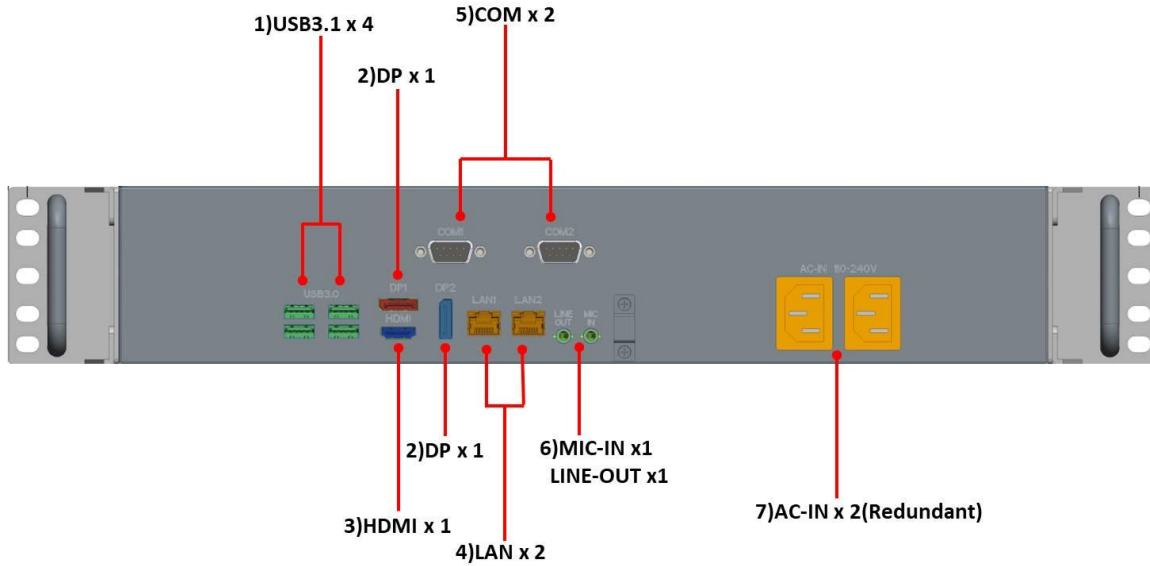 1)USB3.1 x 4
5)COM x 2
2)DP x 1
COM1
COM2
AC-IN 110-240V
USB3.0
DP1
DP2
LAN1
LAN2
HDMI
LINE
OUT
MIC
IN
2)DP x 1
6)MIC-IN x1
LINE-OUT x1
3)HDMI x 1
4)LAN x 2
7)AC-IN x 2(Redundant)